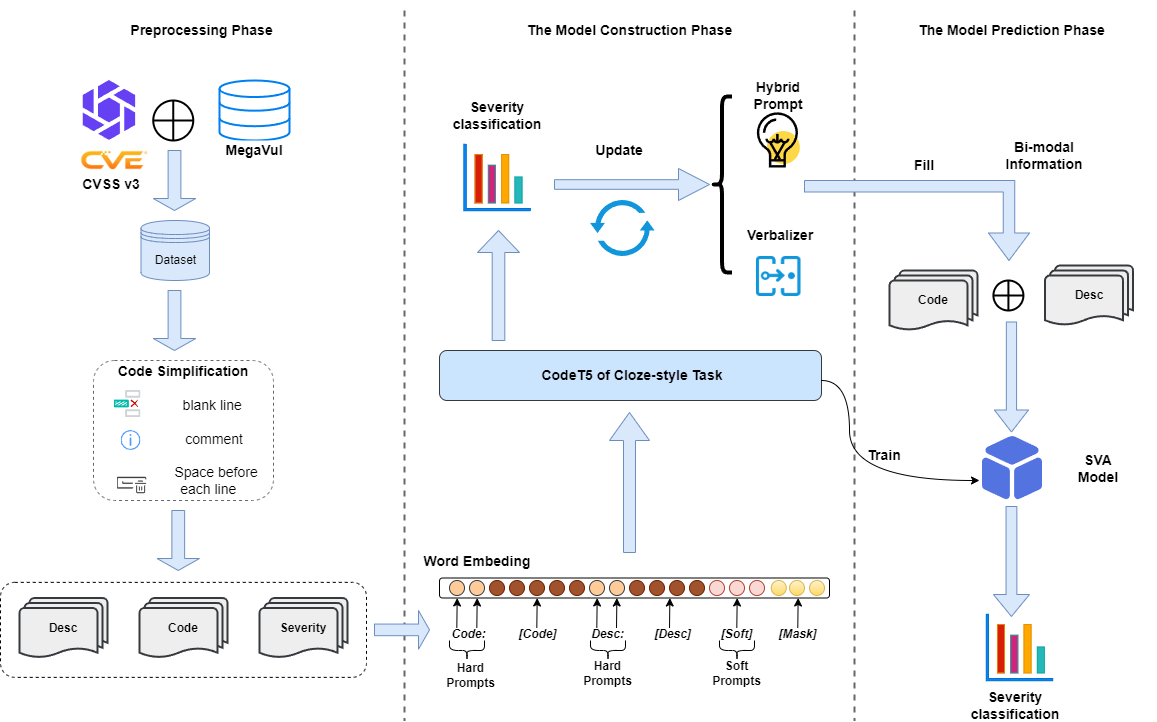 Preprocessing Phase
CVE
CVSS v3
MegaVul
Dataset
Code Simplification
blank line
comment
Space before
each line
Desc
Code
Severity
The Model Construction Phase
Severity
classification
Update
Hybrid
Prompt
Verbalizer
CodeT5 of Cloze-style Task
Train
Word Embeding
Code:
[Code]
Desc:
[Desc]
[Soft]
[Mask]
Hard
Prompts
Hard
Prompts
Soft
Prompts
The Model Prediction Phase
Fill
Bi-modal
Information
Code
Desc
SVA
Model
Severity
classification